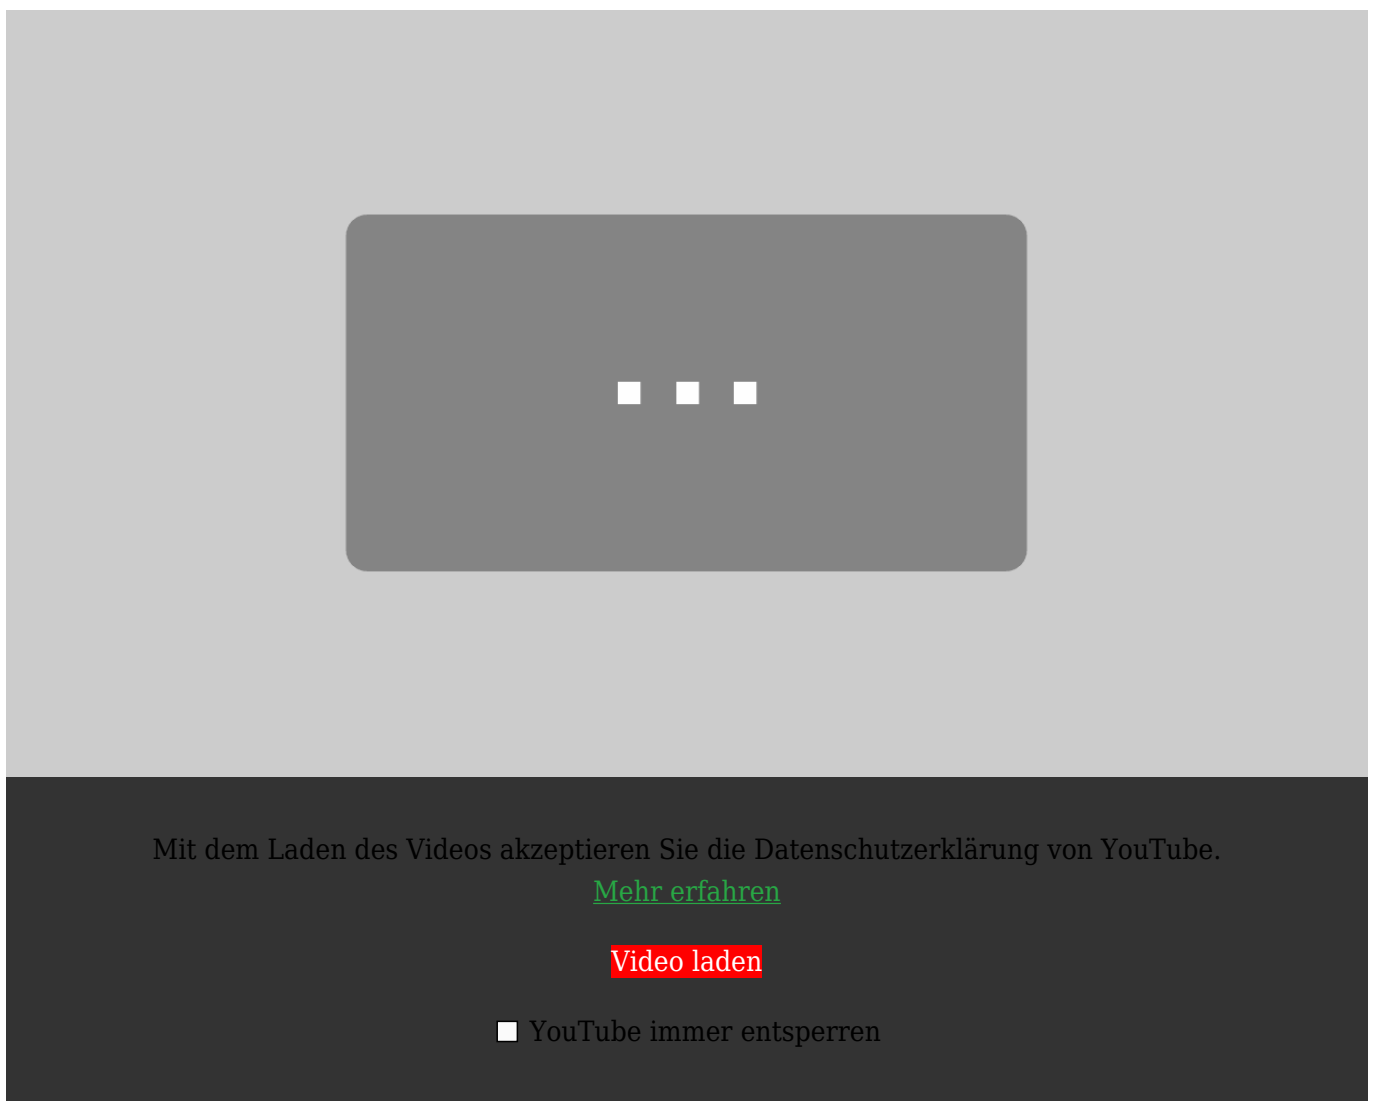 Mit dem Laden des Videos akzeptieren Sie die Datenschutzerklärung von YouTube.
Mehr erfahren
Video laden
YouTube immer entsperren